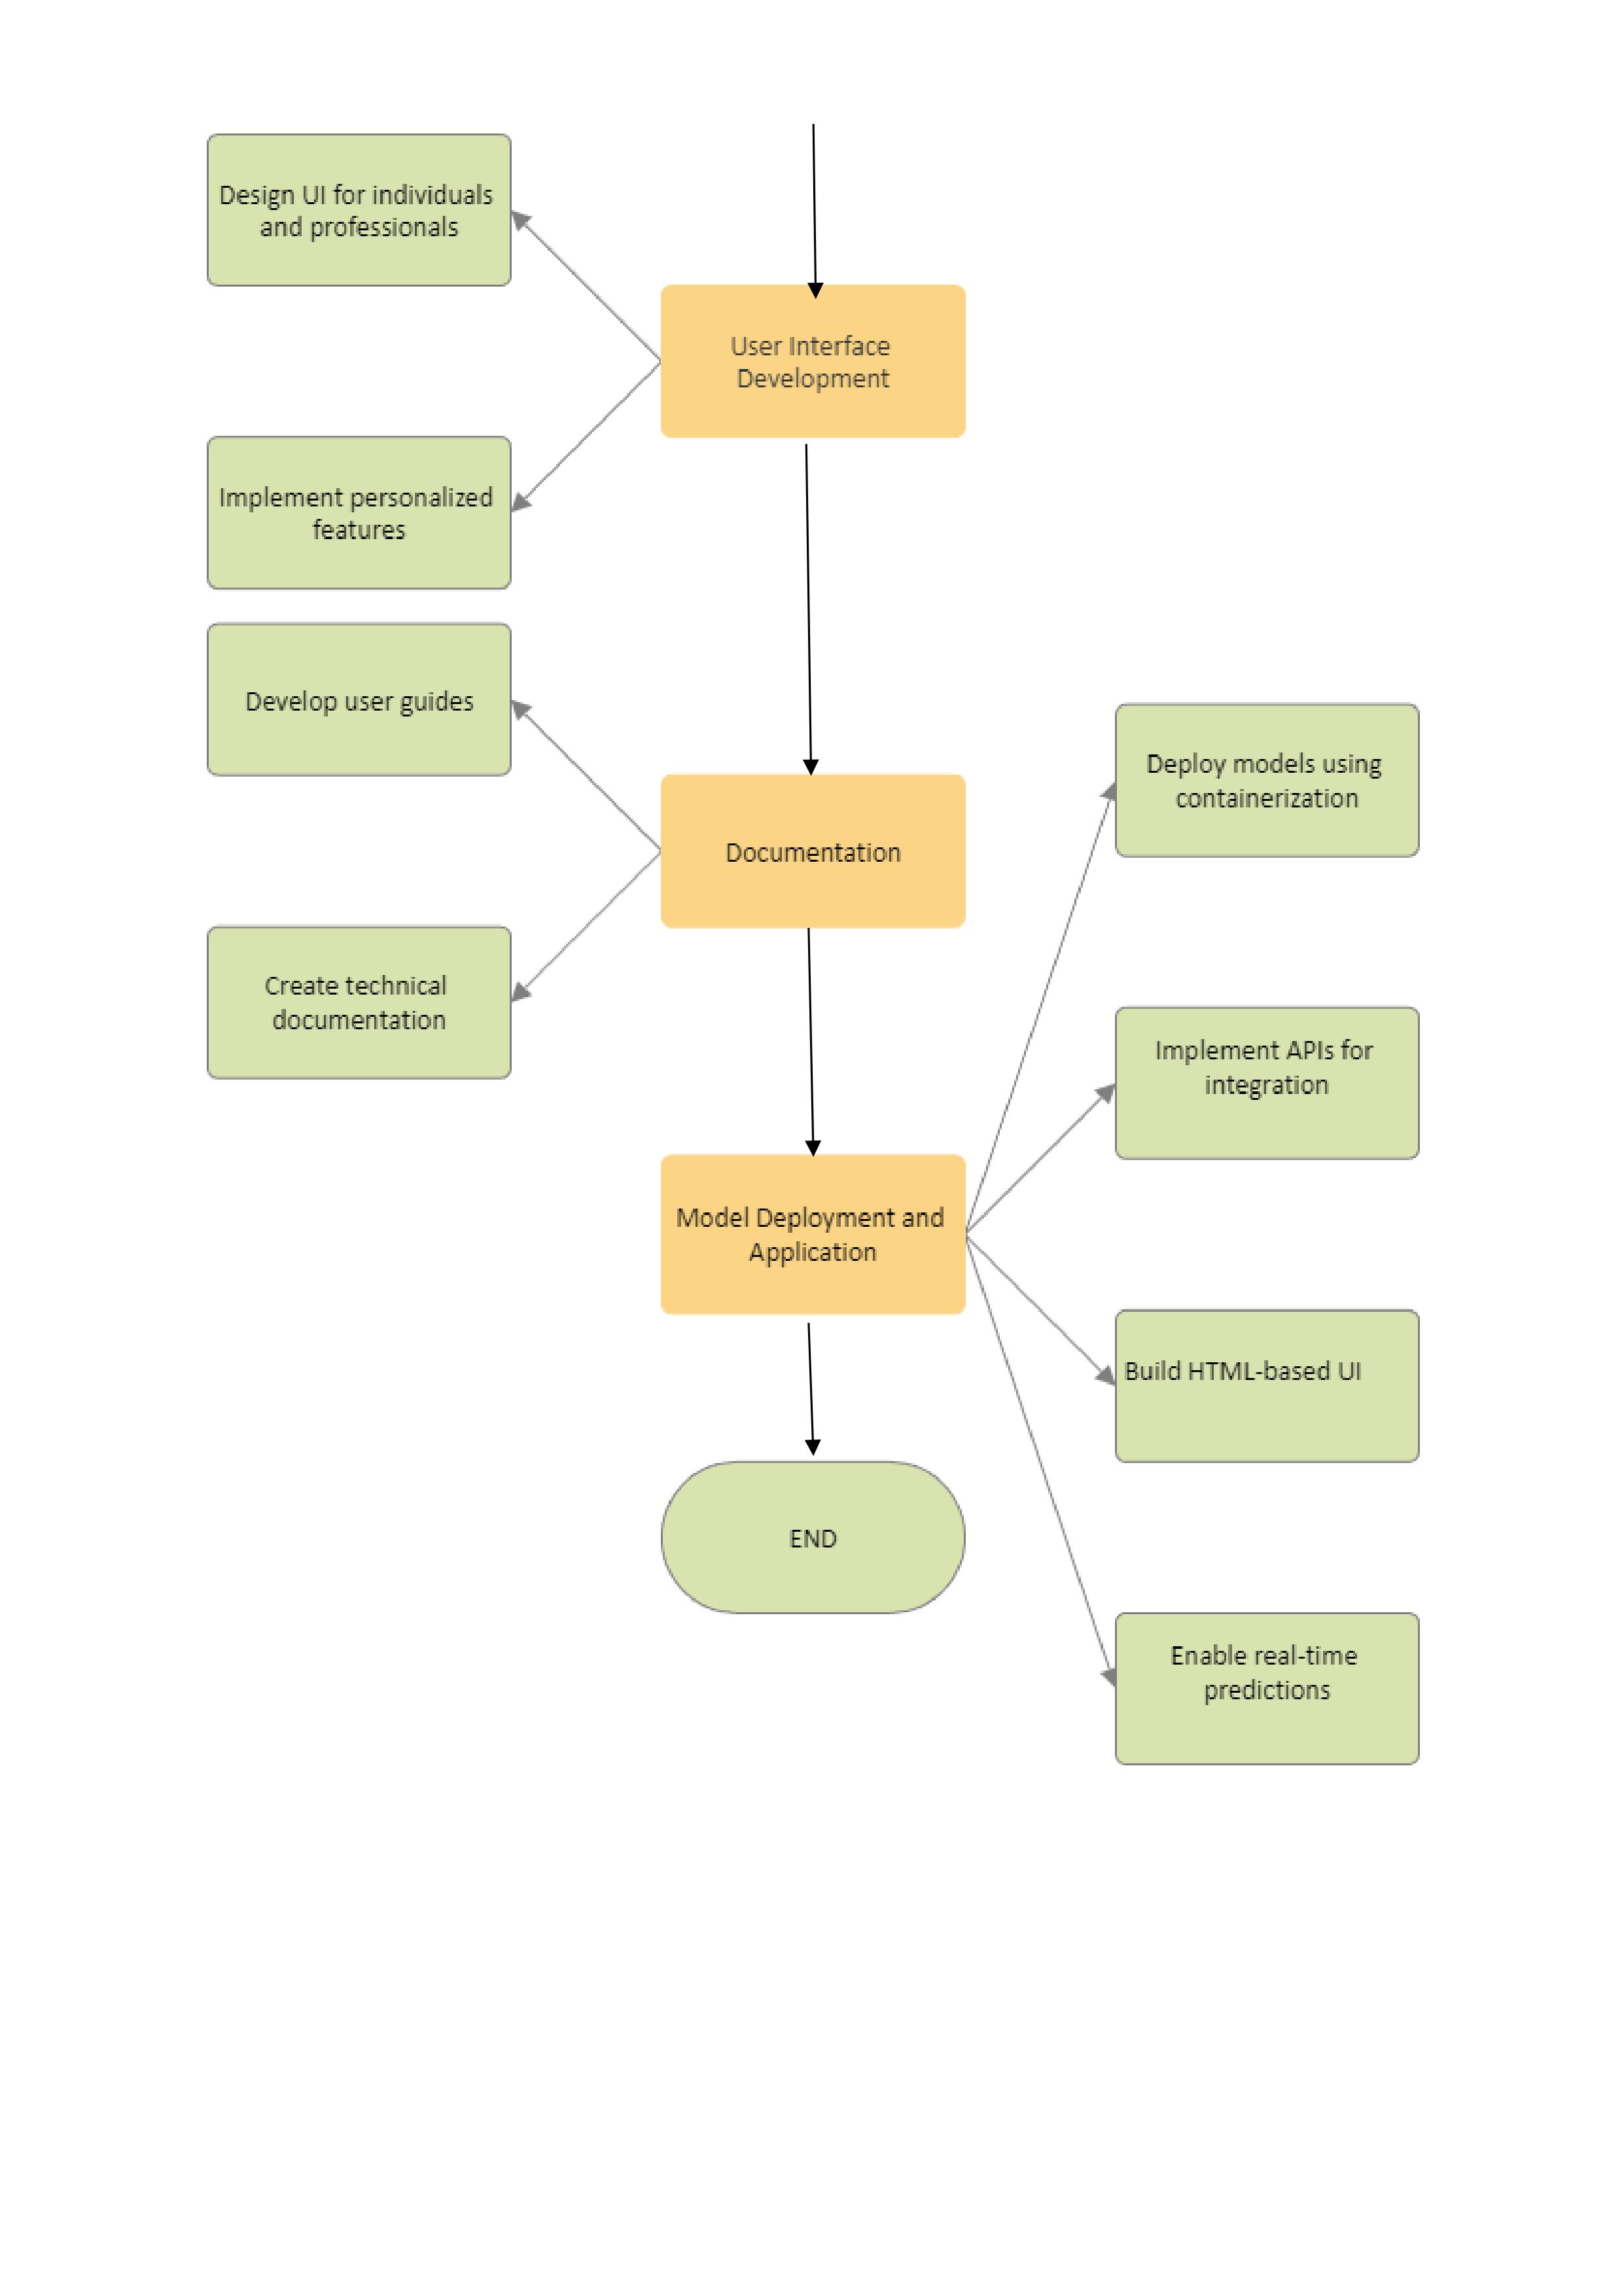 Design UI for individuals
and professionals
User Interface
Development
Implement personalized
features
Develop user guides
Documentation
Create technical
documentation
Deploy models using
containerization
Implement APIs for
integration
Model Deployment and
Application
Build HTML-based UI
END
Enable real-time
predictions